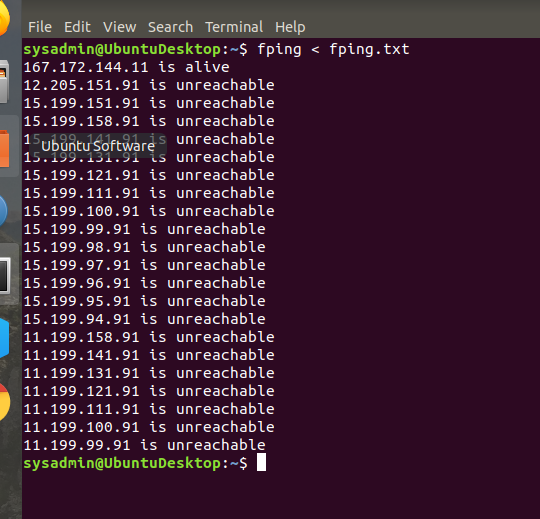 File Edit View Search Terminal Help
sysadmin@UbuntuDesktop:~$ fping < fping.txt
167.172.144.11 is alive
12.205.151.91 is unreachable
15.199.151.91 is unreachable
15.199.158.91 is unreachable
15.199.141.91 is unreachable
Ubuntu Software
15.199.131.91 is unreachable
15.199.121.91 is unreachable
15.199.111.91 is unreachable
15.199.100.91 is unreachable
15.199.99.91 is unreachable
15.199.98.91 is unreachable
15.199.97.91 is unreachable
15.199.96.91 is unreachable
15.199.95.91 is unreachable
15.199.94.91 is unreachable
11.199.158.91 is unreachable
11.199.141.91 is unreachable
11.199.131.91 is unreachable
11.199.121.91 is unreachable
11.199.111.91 is unreachable
11.199.100.91 is unreachable
11.199.99.91 is unreachable
sysadmin@UbuntuDesktop:~$